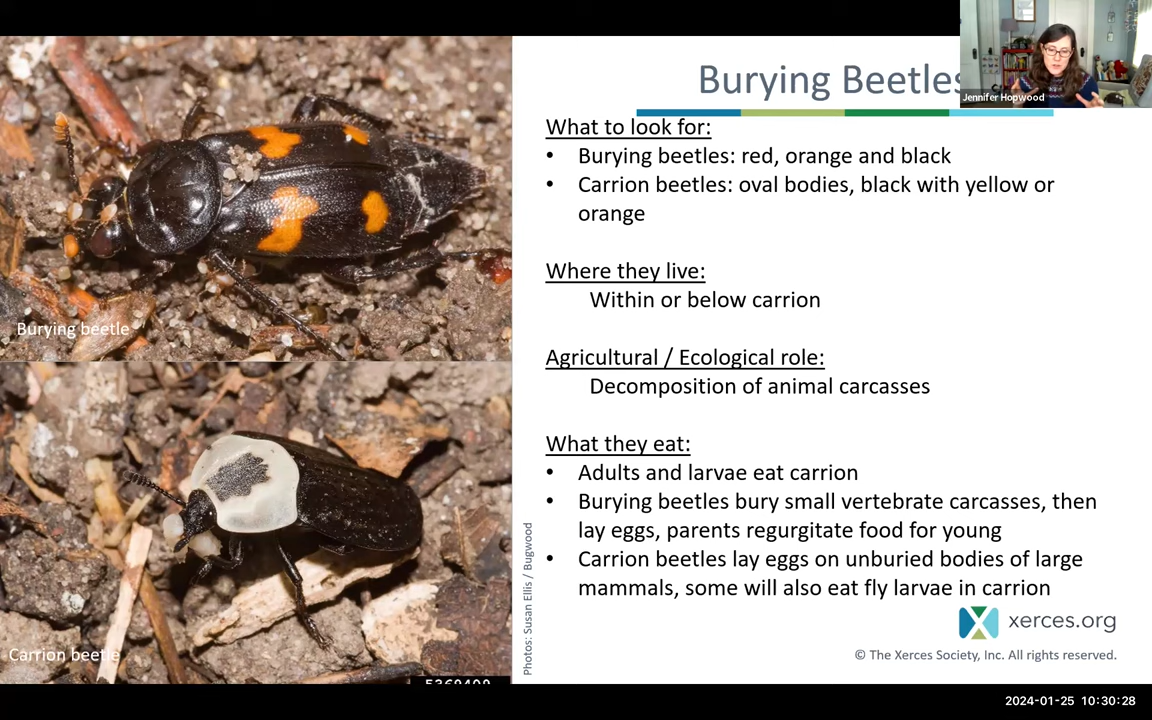 Burying Beetles
Jennifer Hopwood
What to look for:
• Burying beetles: red, orange and black
• Carrion beetles: oval bodies, black with yellow or
orange
Where they live:
Within or below carrion
Agricultural / Ecological role:
Decomposition of animal carcasses
What they eat:
• Adults and larvae eat carrion
• Burying beetles bury small vertebrate carcasses, then
lay eggs, parents regurgitate food for young
• Carrion beetles lay eggs on unburied bodies of large
mammals, some will also eat fly larvae in carrion
Burying beetle
Carrion beetle
Photos: Susan Ellis / Bugwood
xerces.org
© The Xerces Society, Inc. All rights reserved.
2024-01-25 10:30:28